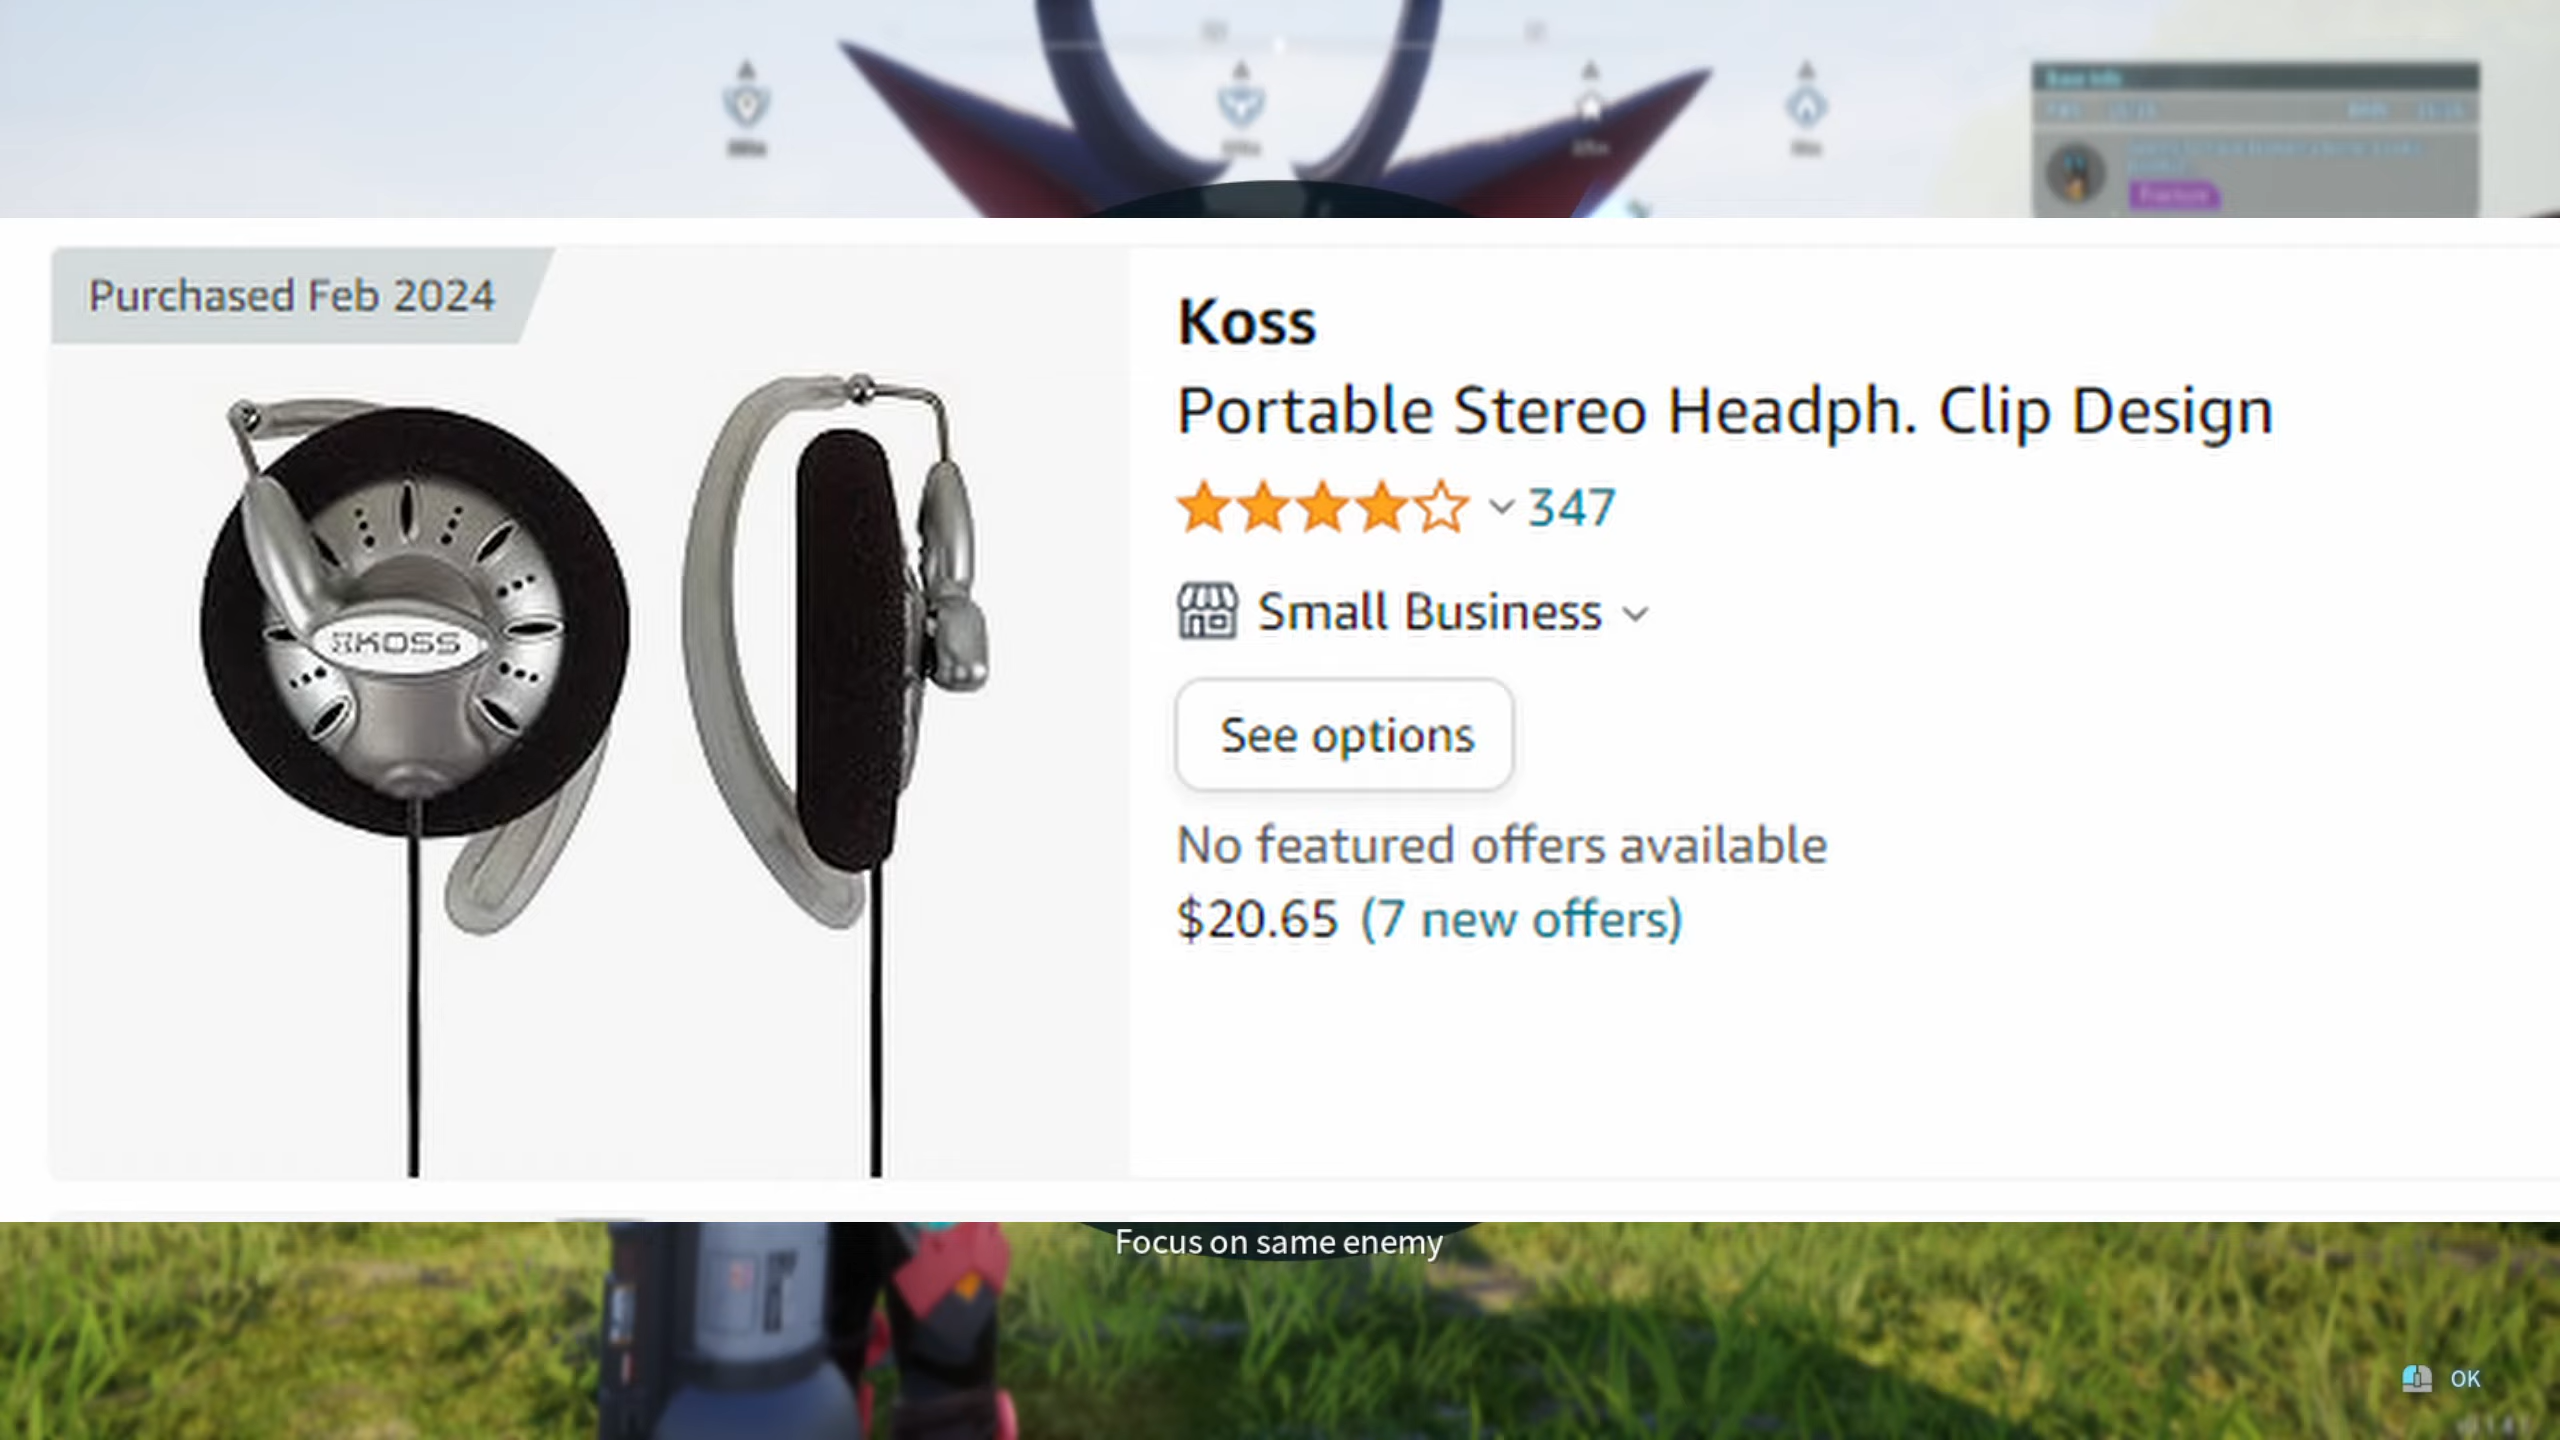 Purchased Feb 2024
KOSS
Koss
Portable Stereo Headph. Clip Design
347
Small Business
See options
No featured offers available
$20.65 (7 new offers)
Focus on same enemy
OK